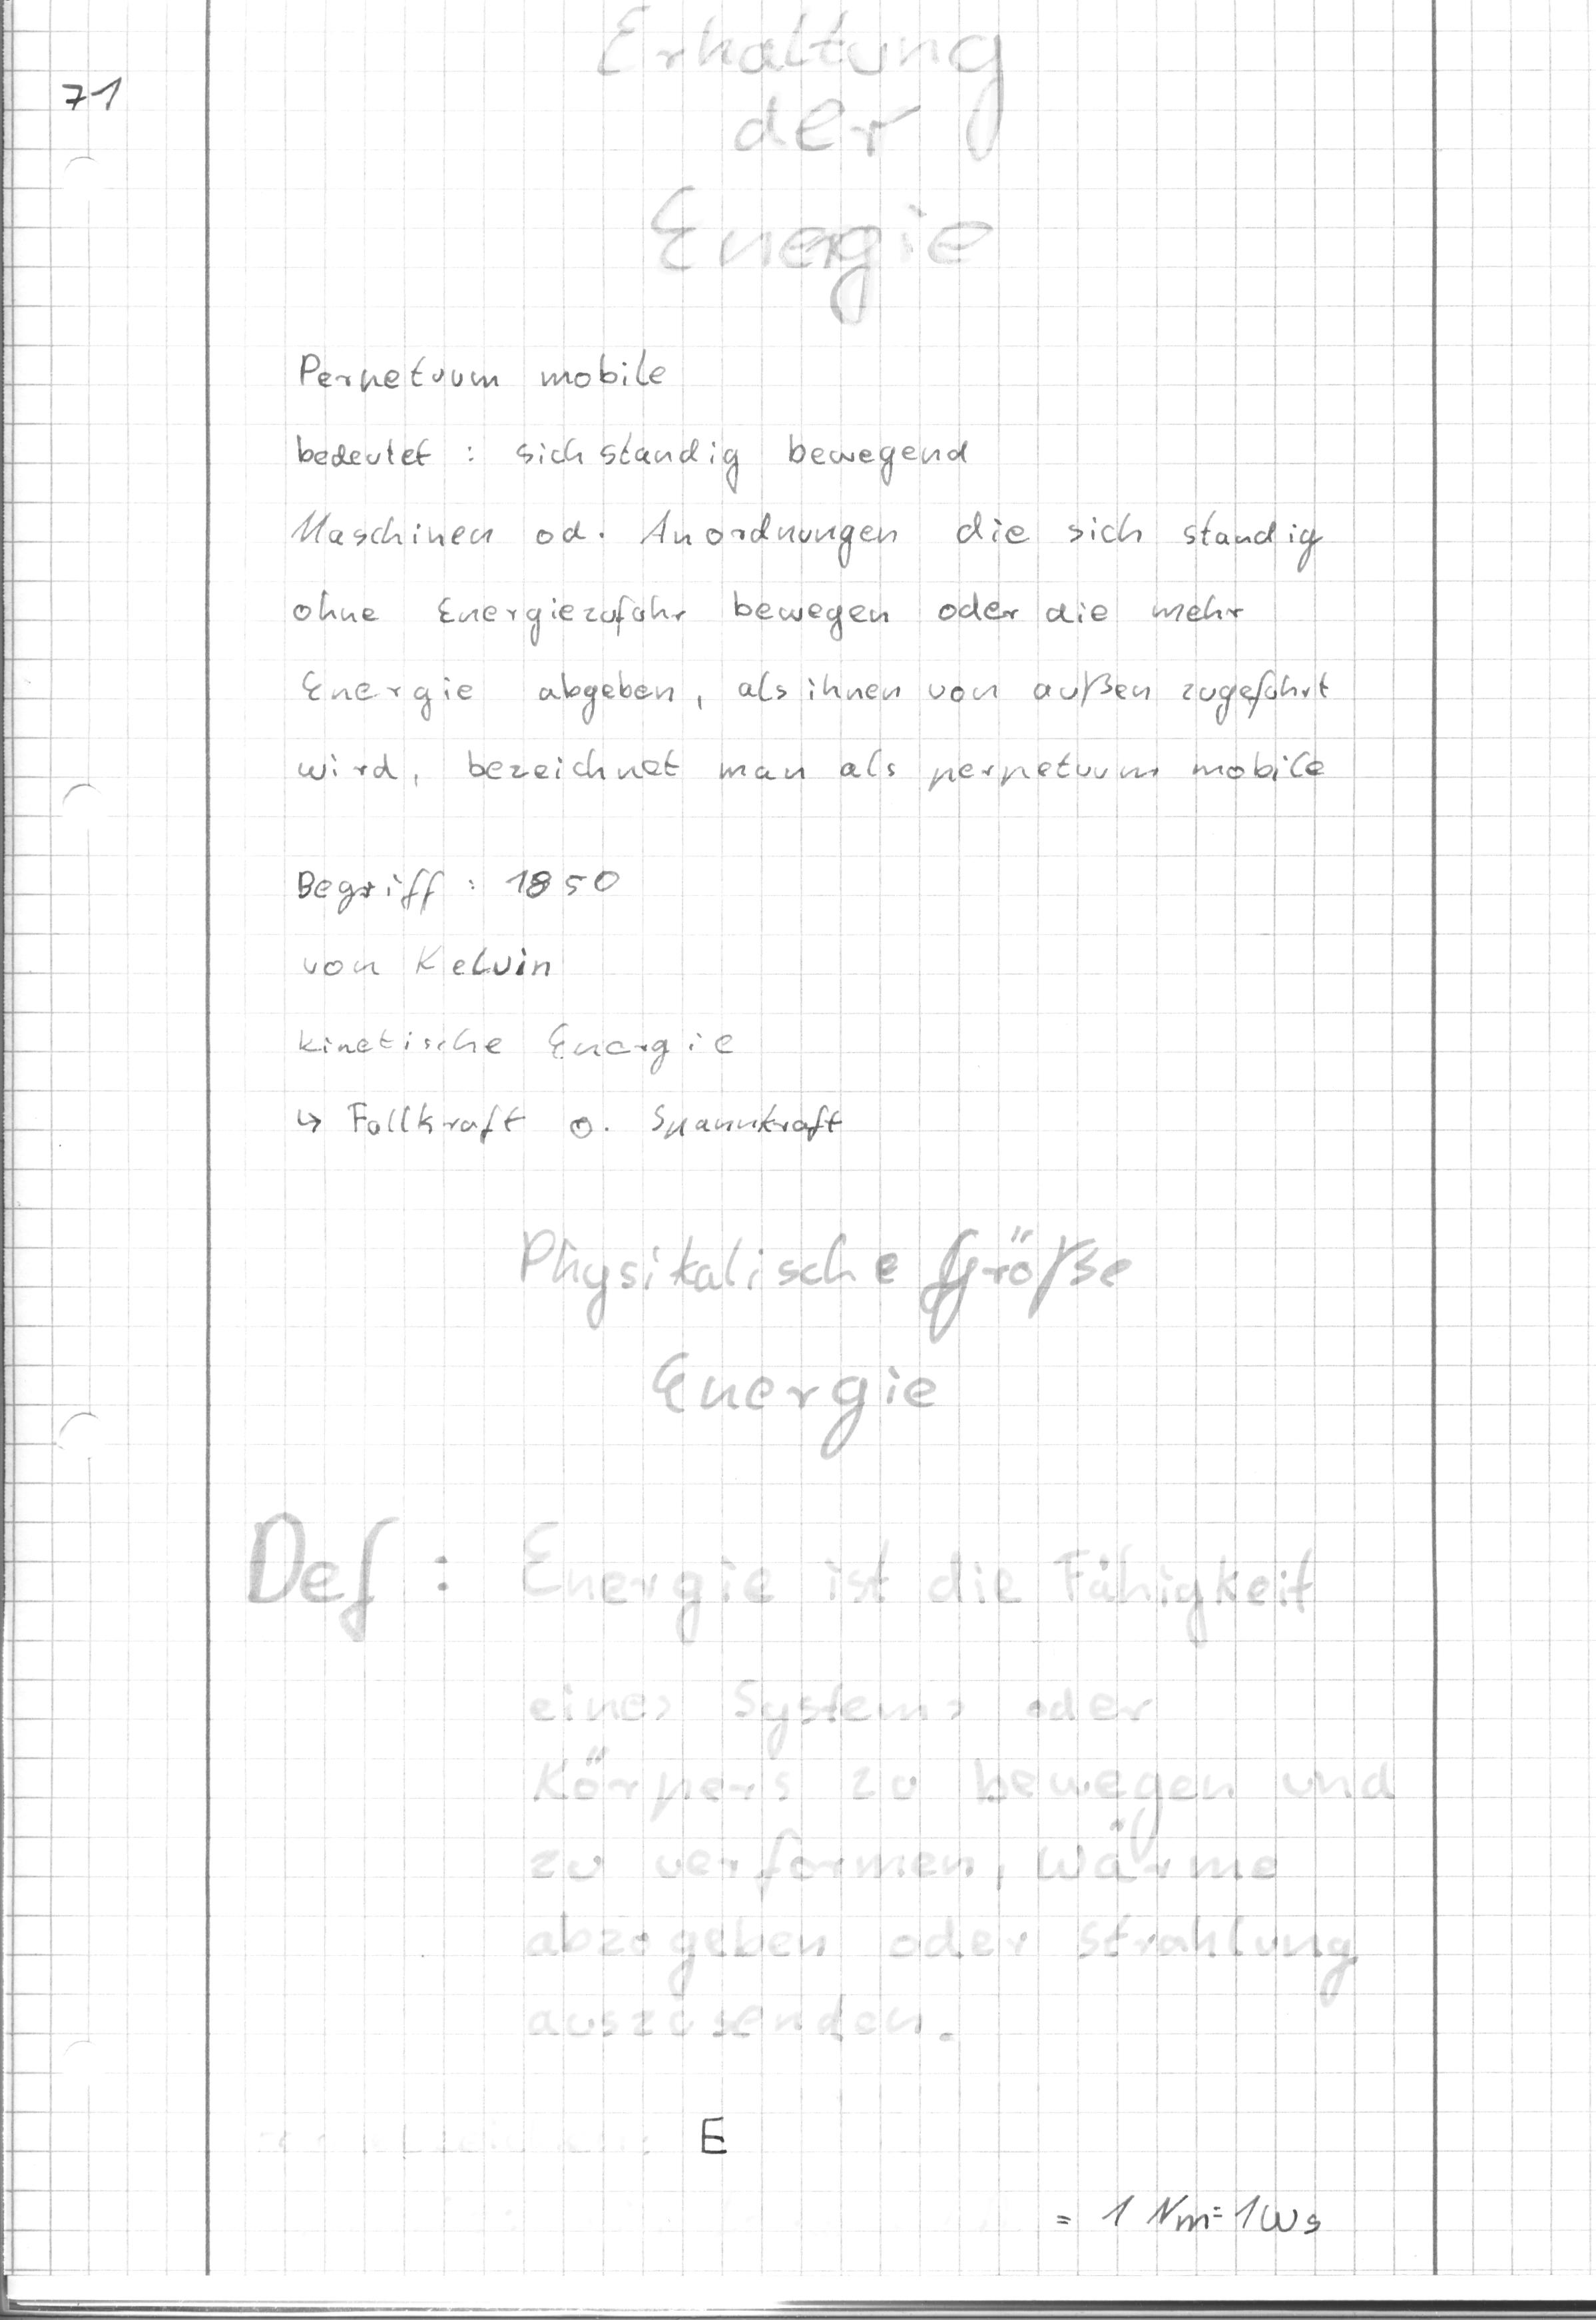 71
Erhaltung
der
Energie
Perpetuum mobile
bedeutet : sich standig bewegend
Maschinen od. Anordnungen die sich standig
ohne Energiezufuhr bewegen oder die mehr
Energie abgeben, als ihnen von außen zugeführt
wird, bezeichnet man als perpetuum mobile
Begriff : 1850
von Kelvin
kinetische Energie
↳ Fallkraft o. Spannkraft
Physikalische Größe
Energie
Def : Energie ist die Fähigkeit
eines Systems oder
Körpers zu bewegen und
zu verformen, Wärme
abzugeben oder Strahlung
auszusenden.
E
= 1 Nm = 1Ws